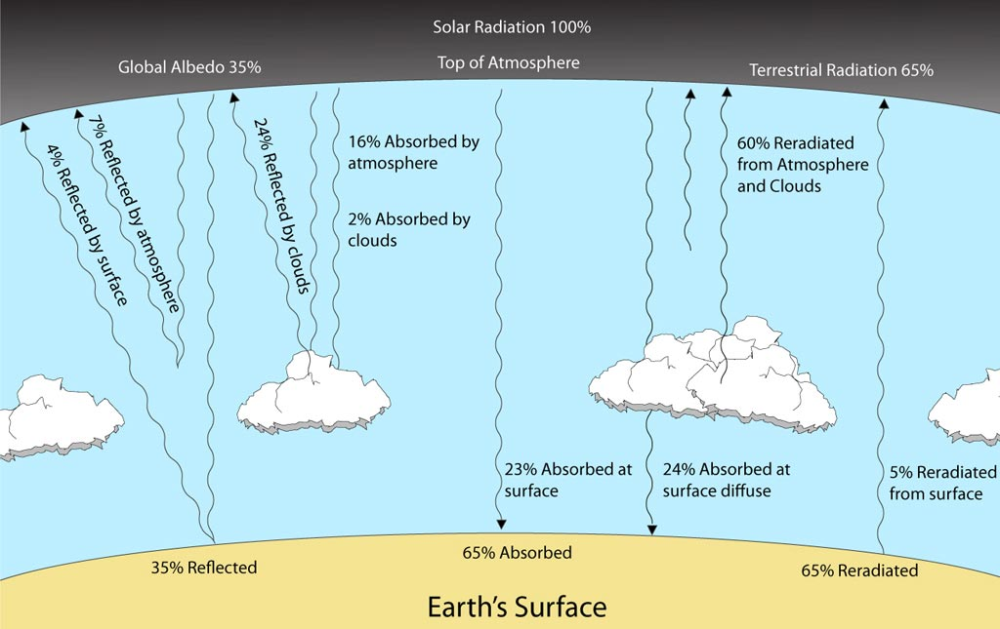 Solar Radiation 100%
Top of Atmosphere
Global Albedo 35%
Terrestrial Radiation 65%
4% Reflected by surface
7% Reflected by atmosphere
24% Reflected by clouds
16% Absorbed by
atmosphere
2% Absorbed by
clouds
60% Reradiated
from Atmosphere
and Clouds
23% Absorbed at
surface
24% Absorbed at
surface diffuse
5% Reradiated
from surface
35% Reflected
65% Absorbed
65% Reradiated
Earth's Surface